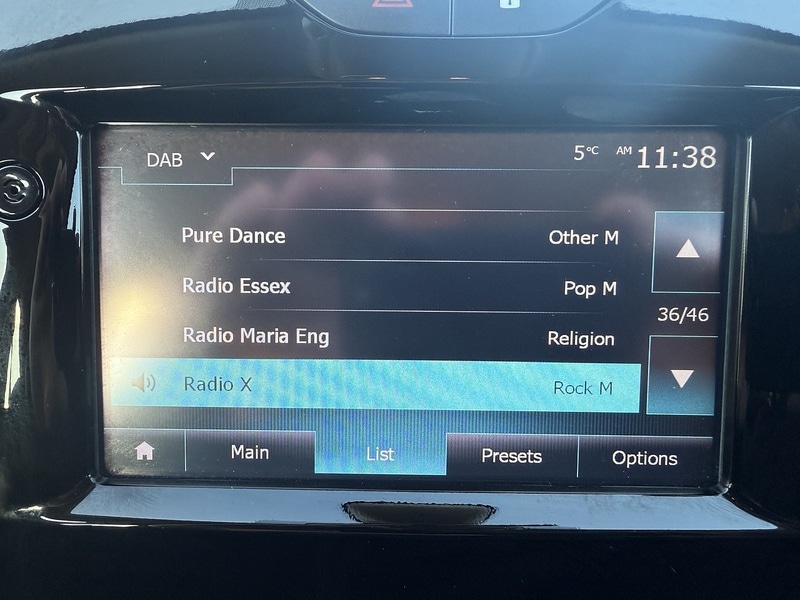 DAB 5°C AM 11:38
Pure Dance Other M
Radio Essex Pop M
36/46
Radio Maria Eng Religion
Radio X Rock M
Main List Presets Options